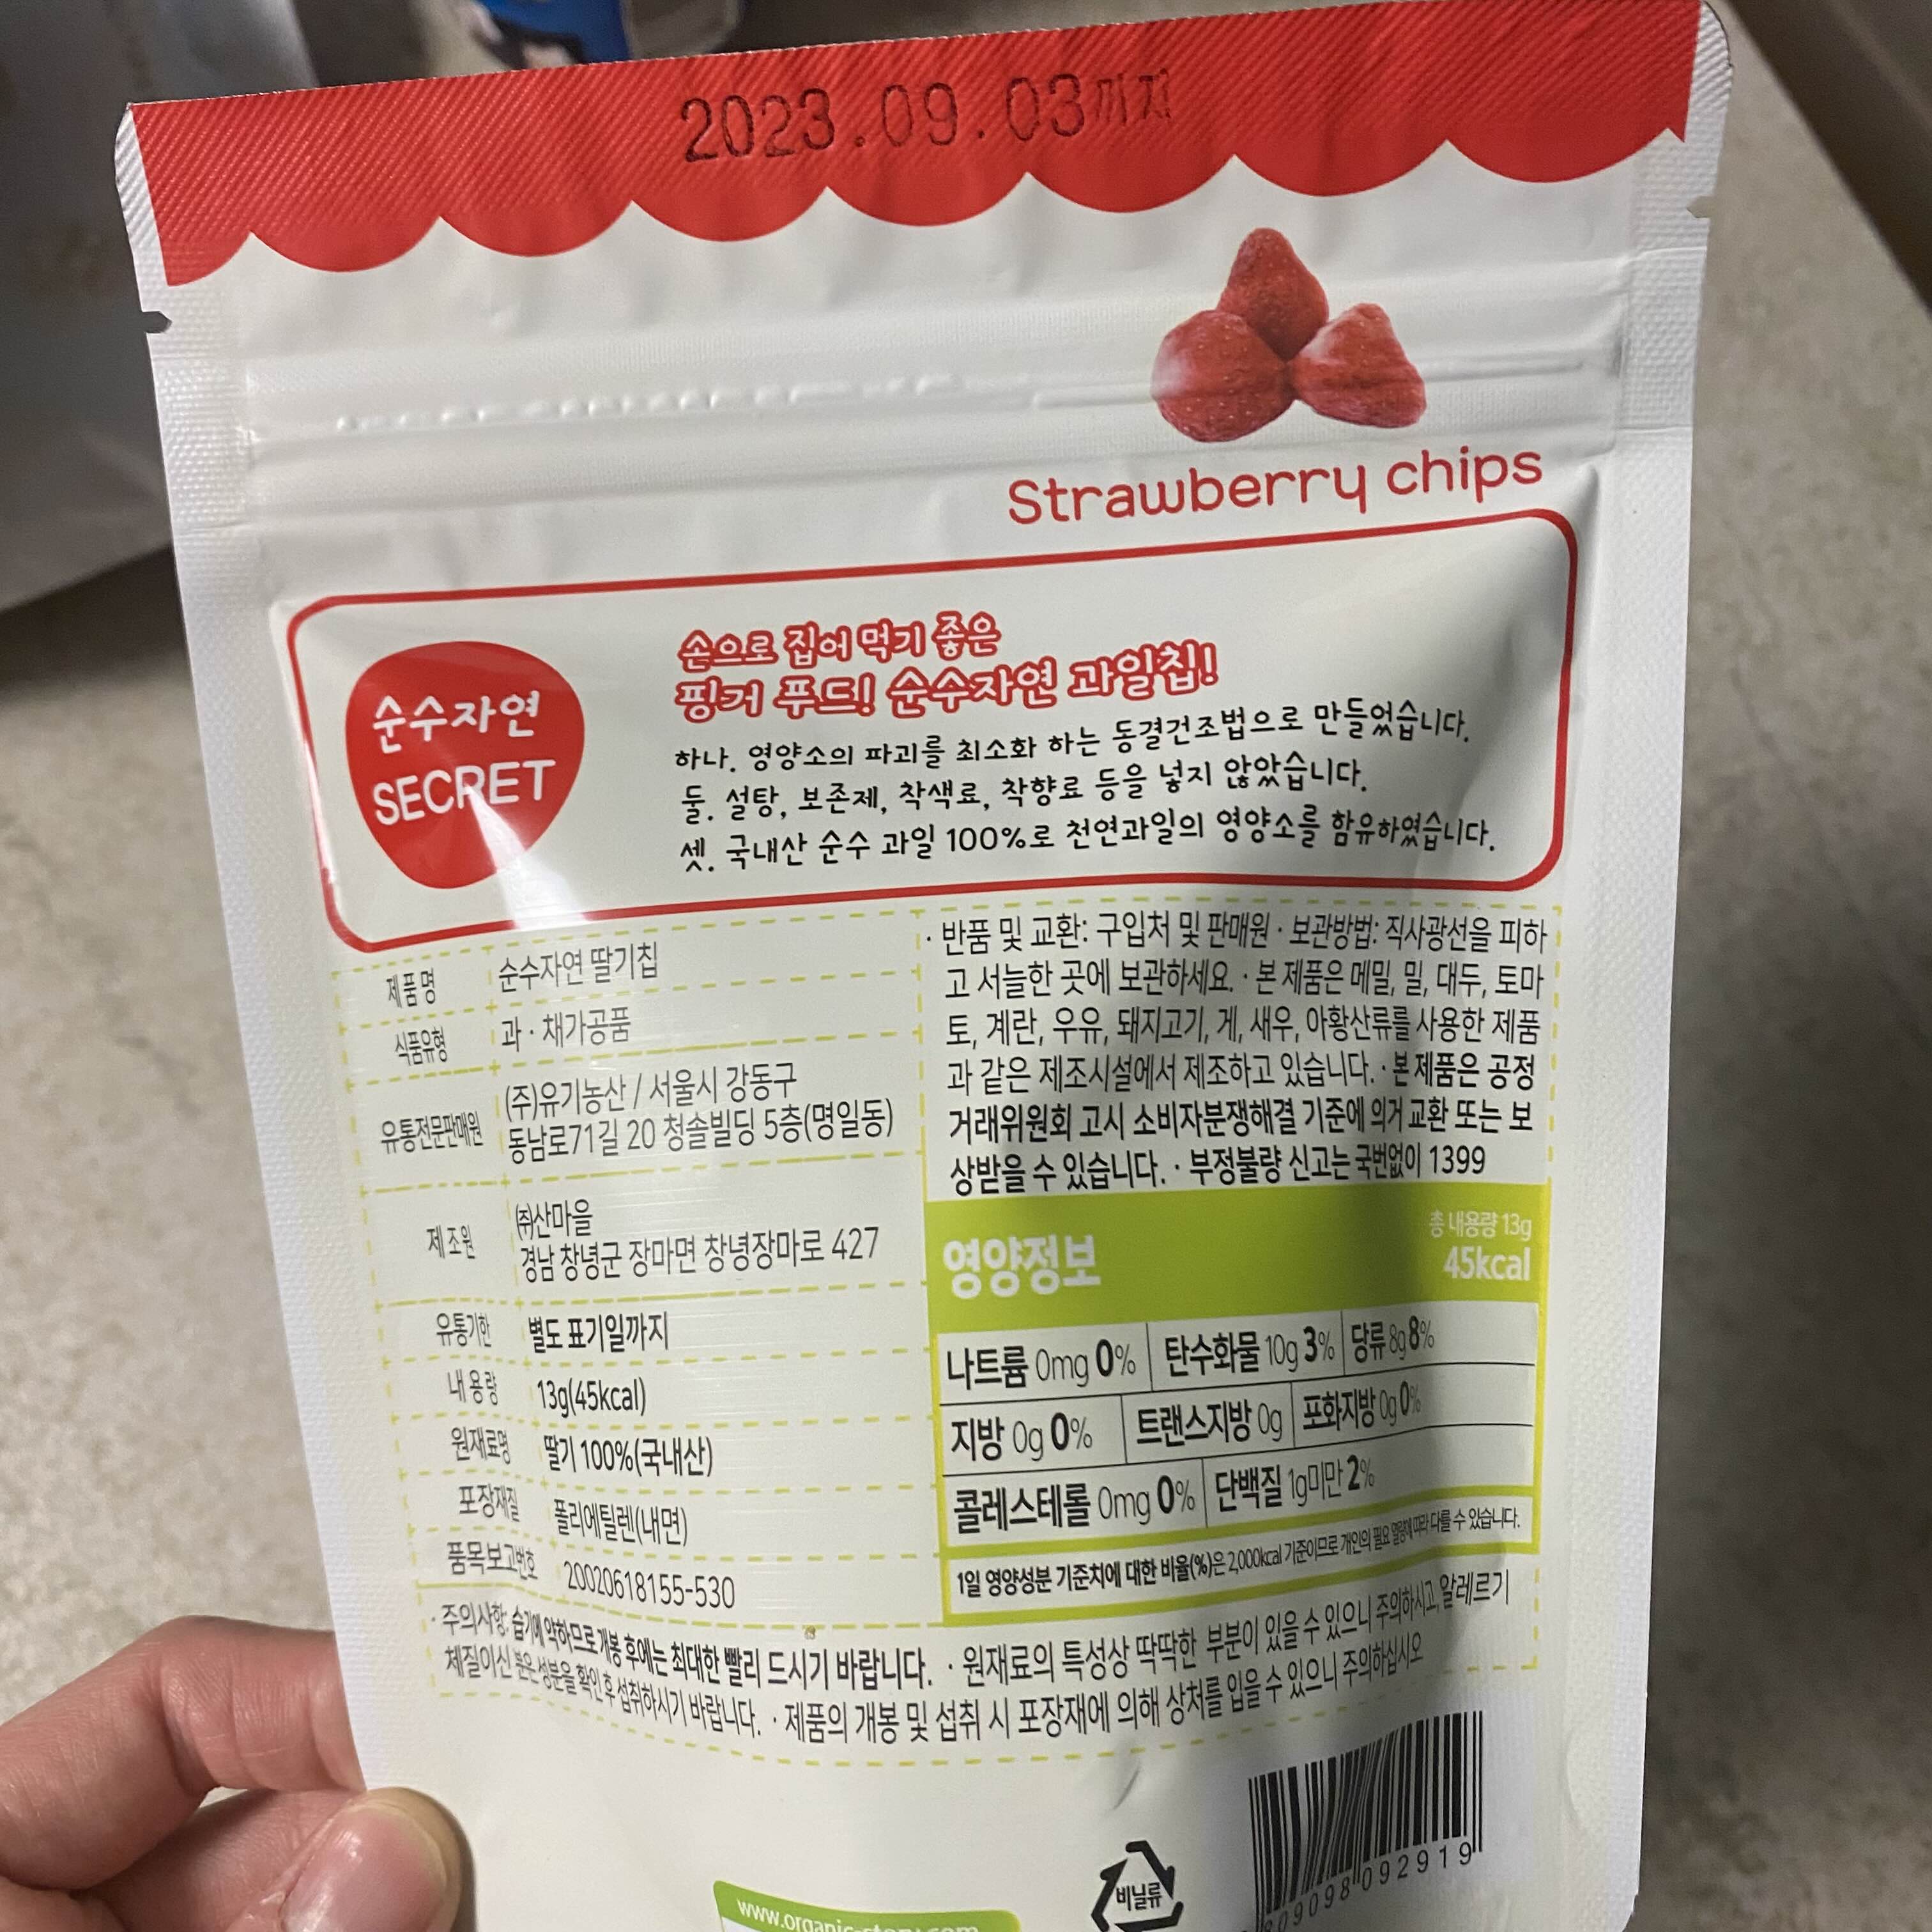 2023.09.03까지
Strawberry chips
순수자연
SECRET
손으로 집어 먹기 좋은
핑거 푸드! 순수자연 과일칩!
하나. 영양소의 파괴를 최소화 하는 동결건조법으로 만들었습니다.
둘. 설탕, 보존제, 착색료, 착향료 등을 넣지 않았습니다.
셋. 국내산 순수 과일 100%로 천연과일의 영양소를 함유하였습니다.
제품명 순수자연 딸기칩
식품유형 과·채가공품
유통전문판매원 (주)유기농산 / 서울시 강동구
동남로71길 20 청솔빌딩 5층(명일동)
제조원 ㈜산마을
경남 창녕군 장마면 창녕장마로 427
유통기한 별도 표기일까지
내용량 13g(45kcal)
원재료명 딸기 100%(국내산)
포장재질 폴리에틸렌(내면)
품목보고번호 20020618155-530
· 반품 및 교환: 구입처 및 판매원 · 보관방법: 직사광선을 피하
고 서늘한 곳에 보관하세요. · 본 제품은 메밀, 밀, 대두, 토마
토, 계란, 우유, 돼지고기, 게, 새우, 아황산류를 사용한 제품
과 같은 제조시설에서 제조하고 있습니다. · 본 제품은 공정
거래위원회 고시 소비자분쟁해결 기준에 의거 교환 또는 보
상받을 수 있습니다. · 부정불량 신고는 국번없이 1399
영양정보
총 내용량 13g
45kcal
나트륨 0mg 0% 탄수화물 10g 3% 당류 8g 8%
지방 0g 0% 트랜스지방 0g 포화지방 0g 0%
콜레스테롤 0mg 0% 단백질 1g미만 2%
1일 영양성분 기준치에 대한 비율(%)은 2,000kcal 기준이므로 개인의 필요 열량에 따라 다를 수 있습니다.
· 주의사항: 습기에 약하므로 개봉 후에는 최대한 빨리 드시기 바랍니다. · 원재료의 특성상 딱딱한 부분이 있을 수 있으니 주의하시고, 알레르기
체질이신 분은 성분을 확인 후 섭취하시기 바랍니다. · 제품의 개봉 및 섭취 시 포장재에 의해 상처를 입을 수 있으니 주의하십시오
비닐류
809098 092919
www.organic-story.com